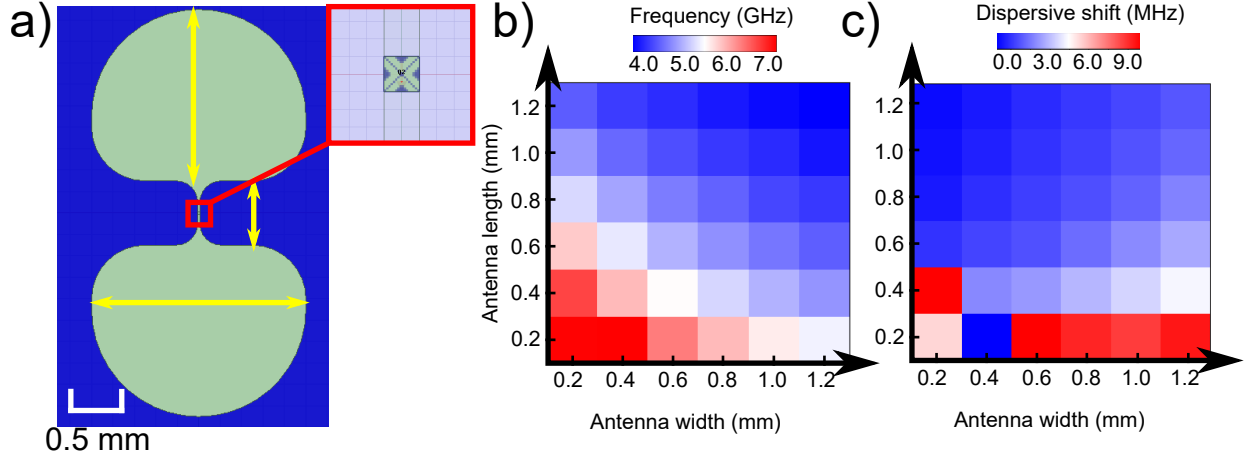 a)
0.5 mm
b)
Frequency (GHz)
4.0 5.0 6.0 7.0
Antenna length (mm)
1.2
1.0
0.8
0.6
0.4
0.2
0.2 0.4 0.6 0.8 1.0 1.2
Antenna width (mm)
c)
Dispersive shift (MHz)
0.0 3.0 6.0 9.0
1.2
1.0
0.8
0.6
0.4
0.2
0.2 0.4 0.6 0.8 1.0 1.2
Antenna width (mm)